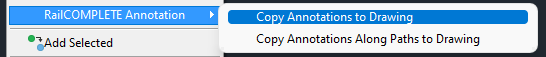 RailCOMPLETE Annotation
Copy Annotations to Drawing
Copy Annotations Along Paths to Drawing
Add Selected